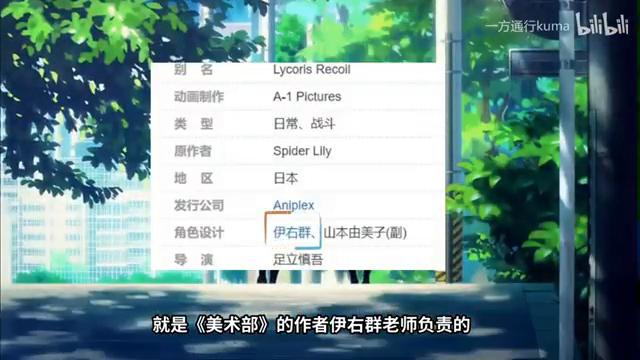 一方通行kuma bilibili
别 名 Lycoris Recoil
动画制作 A-1 Pictures
类 型 日常、战斗
原作者 Spider Lily
地 区 日本
发行公司 Aniplex
角色设计 伊右群、山本由美子(副)
导 演 足立慎吾
就是《美术部》的作者伊右群老师负责的